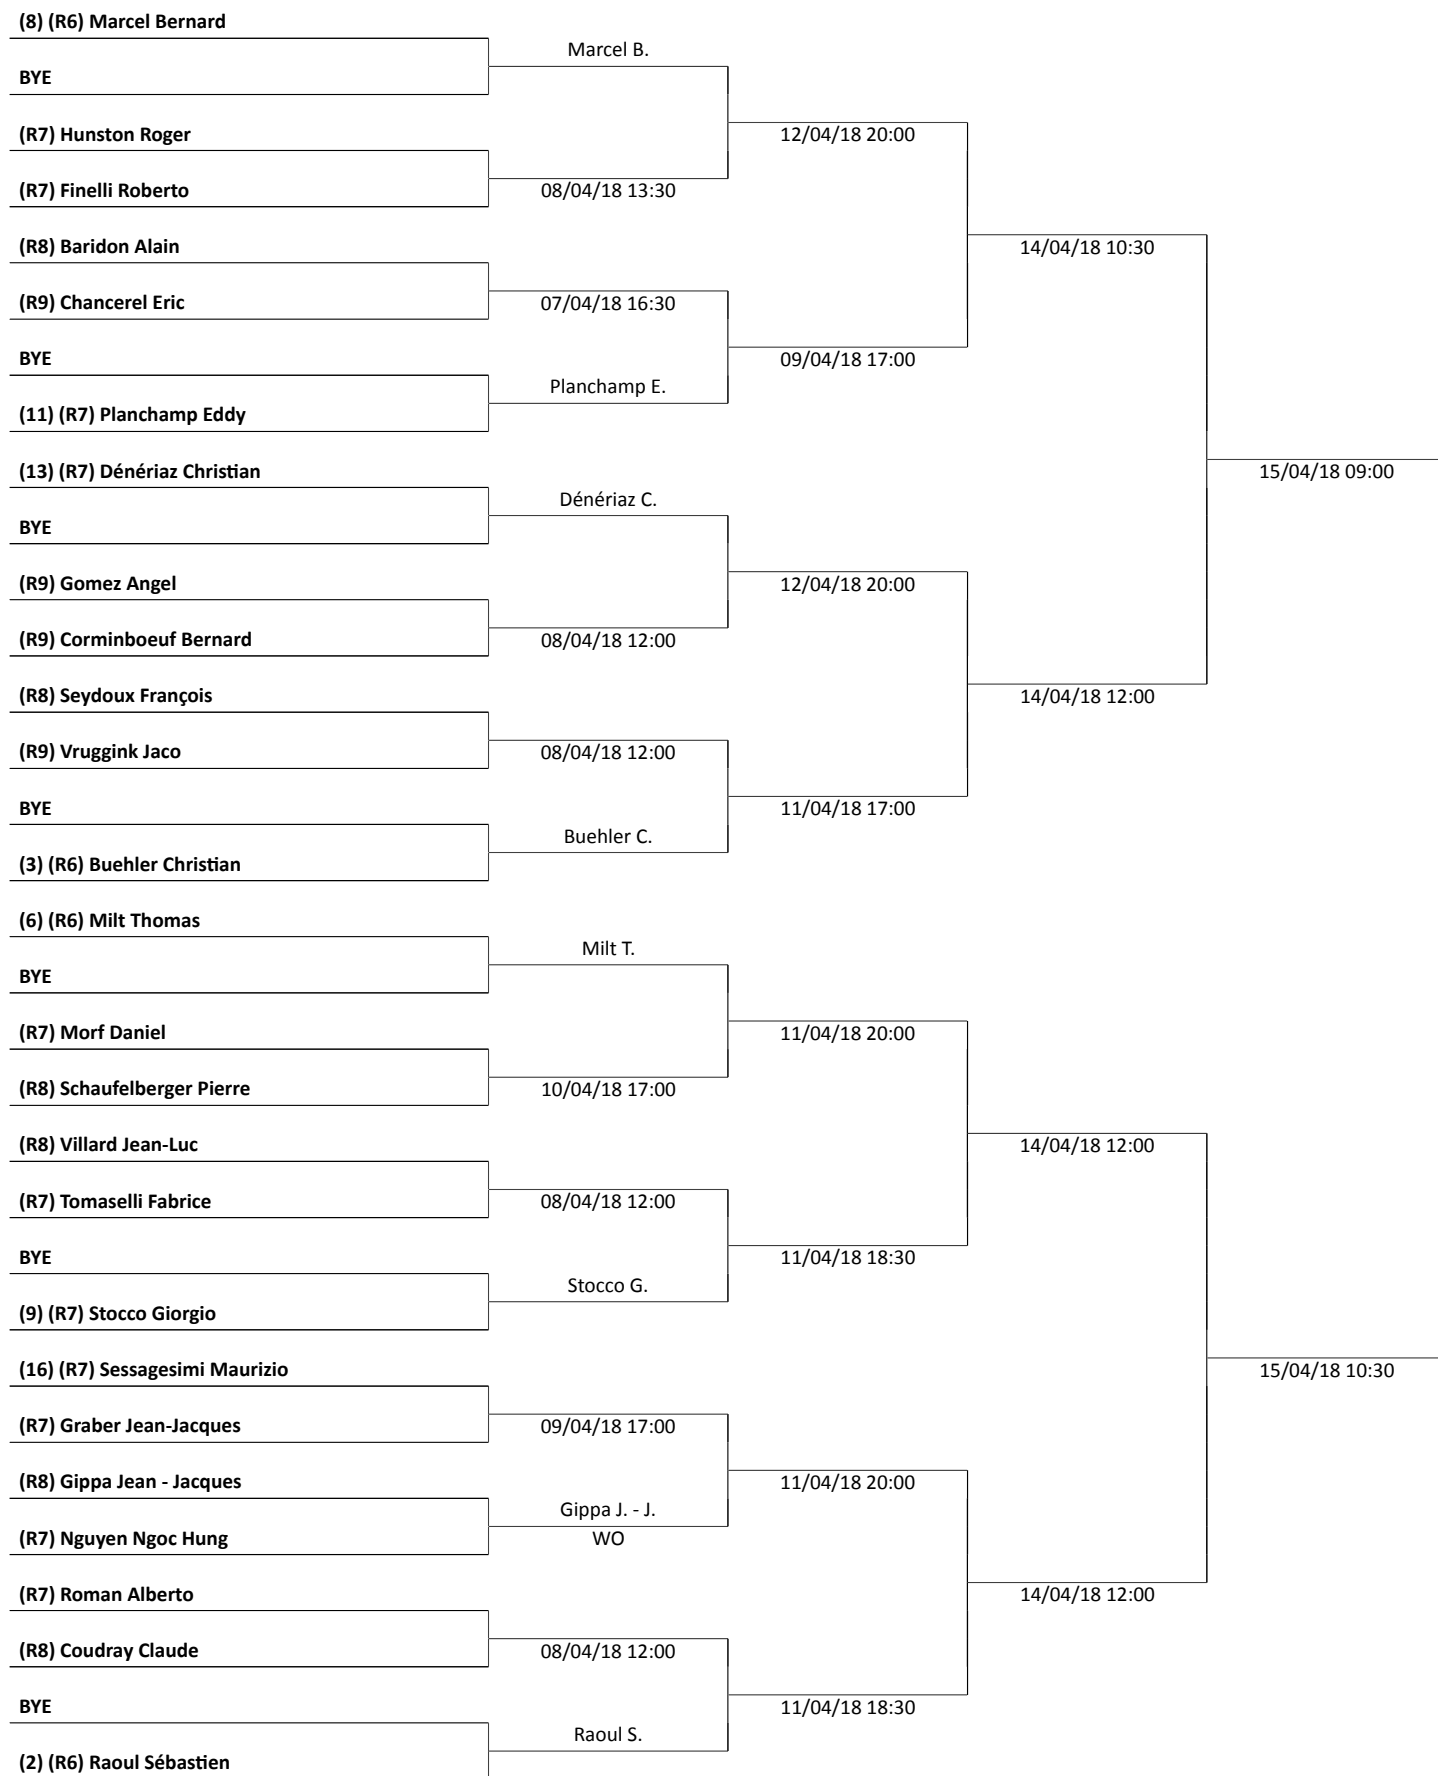 (8) (R6) Marcel Bernard
Marcel B.
BYE
(R7) Hunston Roger
12/04/18 20:00
(R7) Finelli Roberto
08/04/18 13:30
(R8) Baridon Alain
14/04/18 10:30
(R9) Chancerel Eric
07/04/18 16:30
BYE
09/04/18 17:00
Planchamp E.
(11) (R7) Planchamp Eddy
(13) (R7) Dénériaz Christian
15/04/18 09:00
Dénériaz C.
BYE
(R9) Gomez Angel
12/04/18 20:00
(R9) Corminboeuf Bernard
08/04/18 12:00
(R8) Seydoux François
14/04/18 12:00
(R9) Vruggink Jaco
08/04/18 12:00
BYE
11/04/18 17:00
Buehler C.
(3) (R6) Buehler Christian
(6) (R6) Milt Thomas
Milt T.
BYE
(R7) Morf Daniel
11/04/18 20:00
(R8) Schaufelberger Pierre
10/04/18 17:00
(R8) Villard Jean-Luc
14/04/18 12:00
(R7) Tomaselli Fabrice
08/04/18 12:00
BYE
11/04/18 18:30
Stocco G.
(9) (R7) Stocco Giorgio
(16) (R7) Sessagesimi Maurizio
15/04/18 10:30
(R7) Graber Jean-Jacques
09/04/18 17:00
(R8) Gippa Jean - Jacques
11/04/18 20:00
Gippa J. - J.
(R7) Nguyen Ngoc Hung
WO
(R7) Roman Alberto
14/04/18 12:00
(R8) Coudray Claude
08/04/18 12:00
BYE
11/04/18 18:30
Raoul S.
(2) (R6) Raoul Sébastien